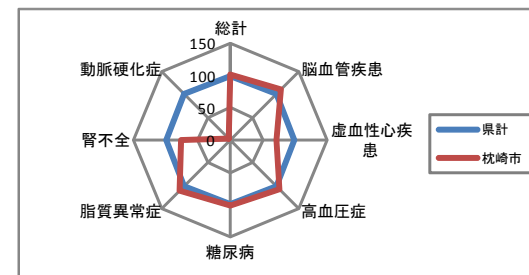 総計
150
100
50
0
脳血管疾患
虚血性心疾
患
高血圧症
糖尿病
脂質異常症
腎不全
動脈硬化症
県計
枕崎市